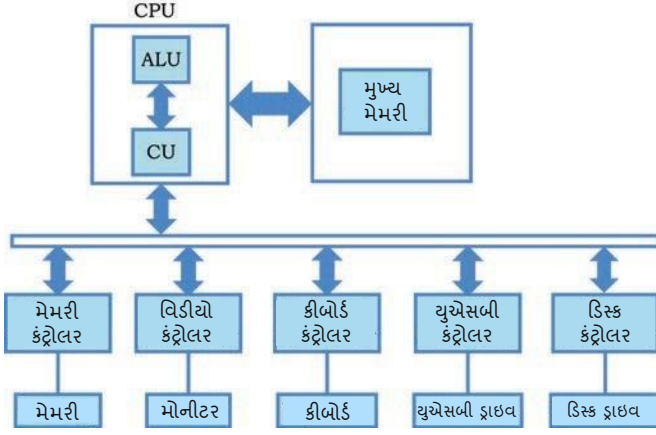 CPU
ALU
CU
મુખ્ય
મેમરી
મેમરી
કંટ્રોલર
વિડીયો
કંટ્રોલર
કીબોર્ડ
કંટ્રોલર
યુએસબી
કંટ્રોલર
ડિસ્ક
કંટ્રોલર
મેમરી
મોનીટર
કીબોર્ડ
યુએસબી ડ્રાઇવ
ડિસ્ક ડ્રાઇવ